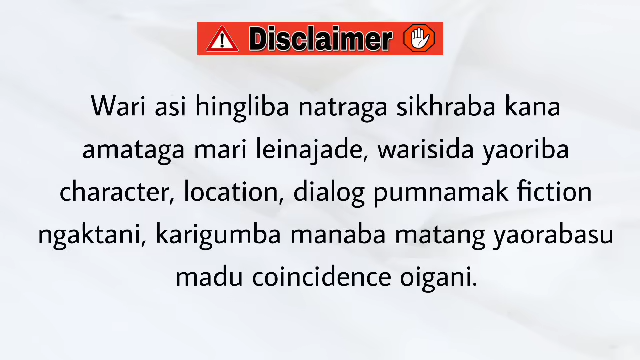 Disclaimer
Wari asi hingliba natraga sikhraba kana
amataga mari leinajade, warisida yaoriba
character, location, dialog pumnamak fiction
ngaktani, karigumba manaba matang yaorabasu
madu coincidence oigani.